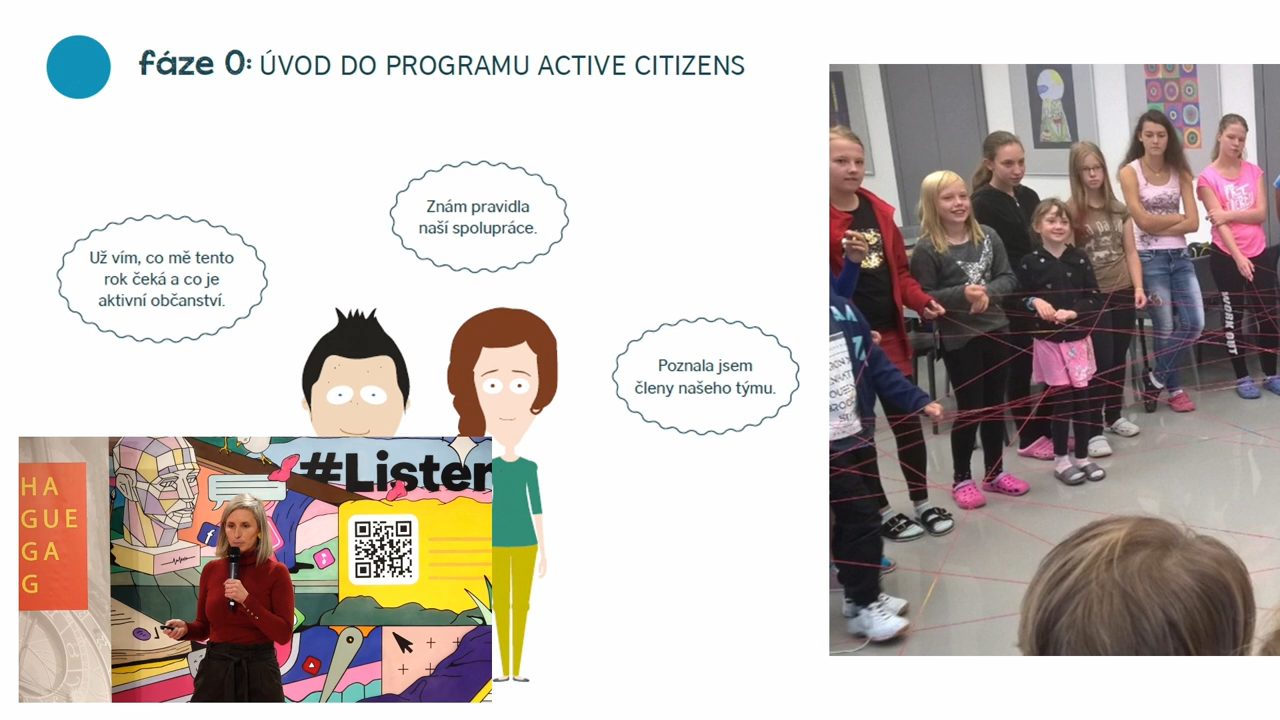 fáze 0: ÚVOD DO PROGRAMU ACTIVE CITIZENS
Znám pravidla
naší spolupráce.
Už vím, co mě tento
rok čeká a co je
aktivní občanství.
Poznala jsem
členy našeho týmu.
#Listen
HA
GUE
GA
G
WORK OUT